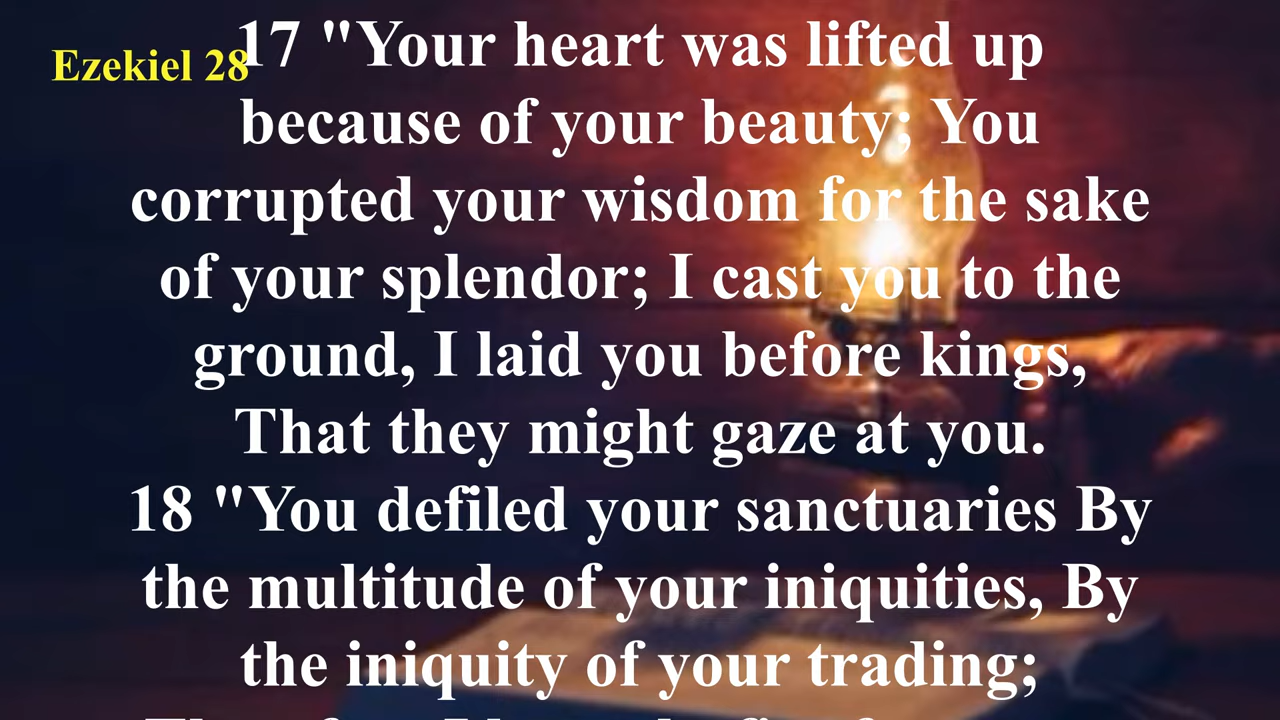 Ezekiel 28
17 "Your heart was lifted up
because of your beauty; You
corrupted your wisdom for the sake
of your splendor; I cast you to the
ground, I laid you before kings,
That they might gaze at you.
18 "You defiled your sanctuaries By
the multitude of your iniquities, By
the iniquity of your trading;